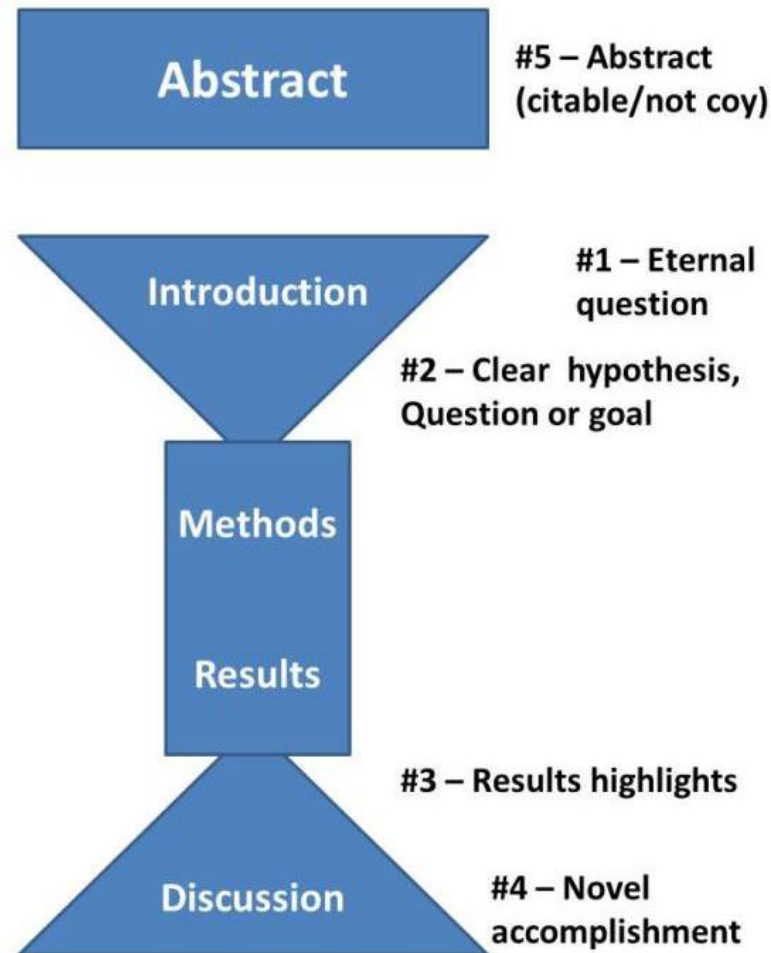 Abstract
#5 – Abstract
(citable/not coy)
Introduction
#1 – Eternal
question
#2 – Clear hypothesis,
Question or goal
Methods
Results
#3 – Results highlights
Discussion
#4 – Novel
accomplishment